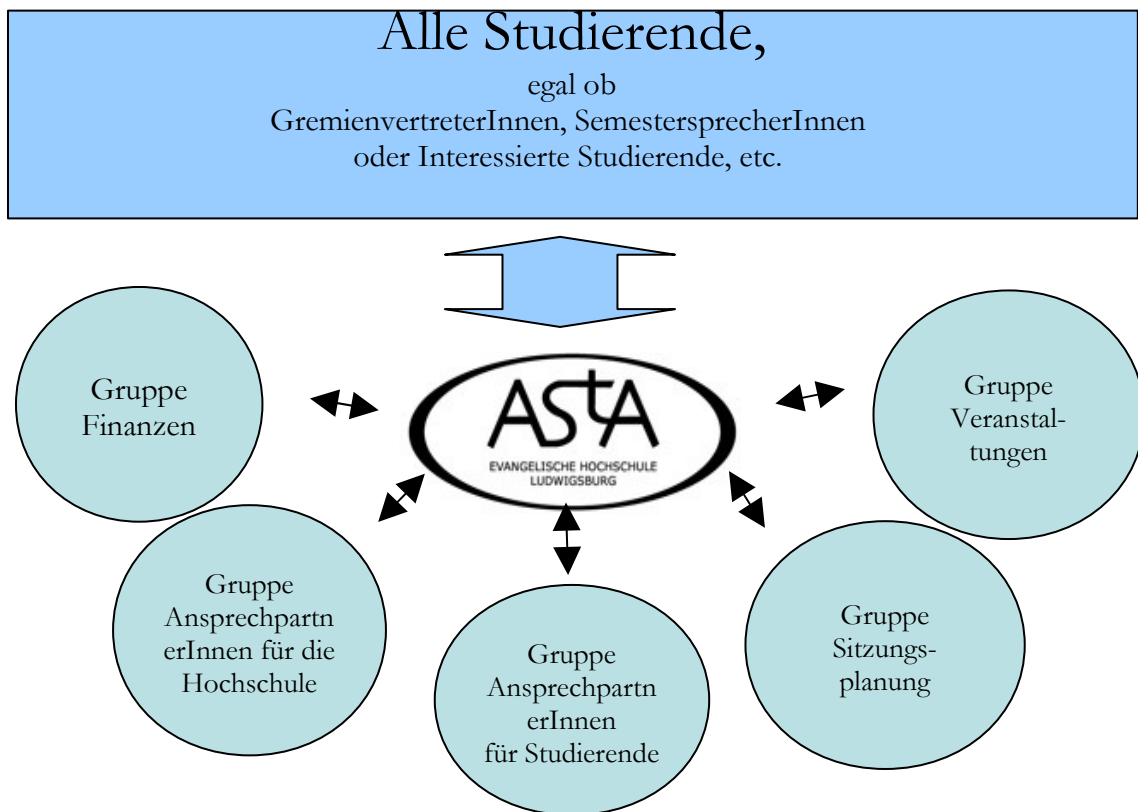 Alle Studierende,
egal ob
GremienvertreterInnen, SemestersprecherInnen
oder Interessierte Studierende, etc.
Gruppe
Finanzen
AStA
EVANGELISCHE HOCHSCHULE
LUDWIGSBURG
Gruppe
Veranstal-
tungen
Gruppe
Ansprechpartn
erInnen für die
Hochschule
Gruppe
Ansprechpartn
erInnen
für Studierende
Gruppe
Sitzungs-
planung